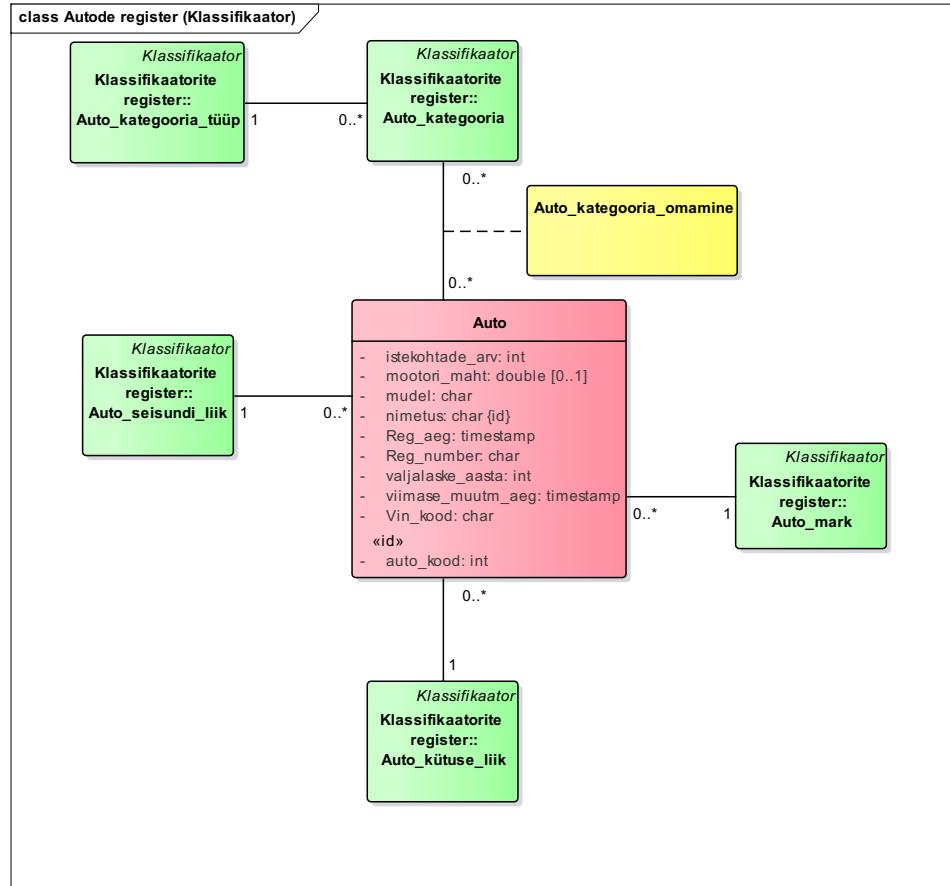 class Autode register (Klassifikaator)
Klassifikaator
Klassifikaatorite
register::
Auto_kategooria_tüüp
1
0..*
Klassifikaator
Klassifikaatorite
register::
Auto_kategooria
0..*
Auto_kategooria_omamine
0..*
Klassifikaator
Klassifikaatorite
register::
Auto_seisundi_liik
1
0..*
Auto
- istekohtade_arv: int
- mootori_maht: double [0..1]
- mudel: char
- nimetus: char {id}
- Reg_aeg: timestamp
- Reg_number: char
- valjalaske_aasta: int
- viimase_muutm_aeg: timestamp
- Vin_kood: char
«id»
- auto_kood: int
0..*
1
Klassifikaator
Klassifikaatorite
register::
Auto_mark
0..*
1
Klassifikaator
Klassifikaatorite
register::
Auto_kütuse_liik